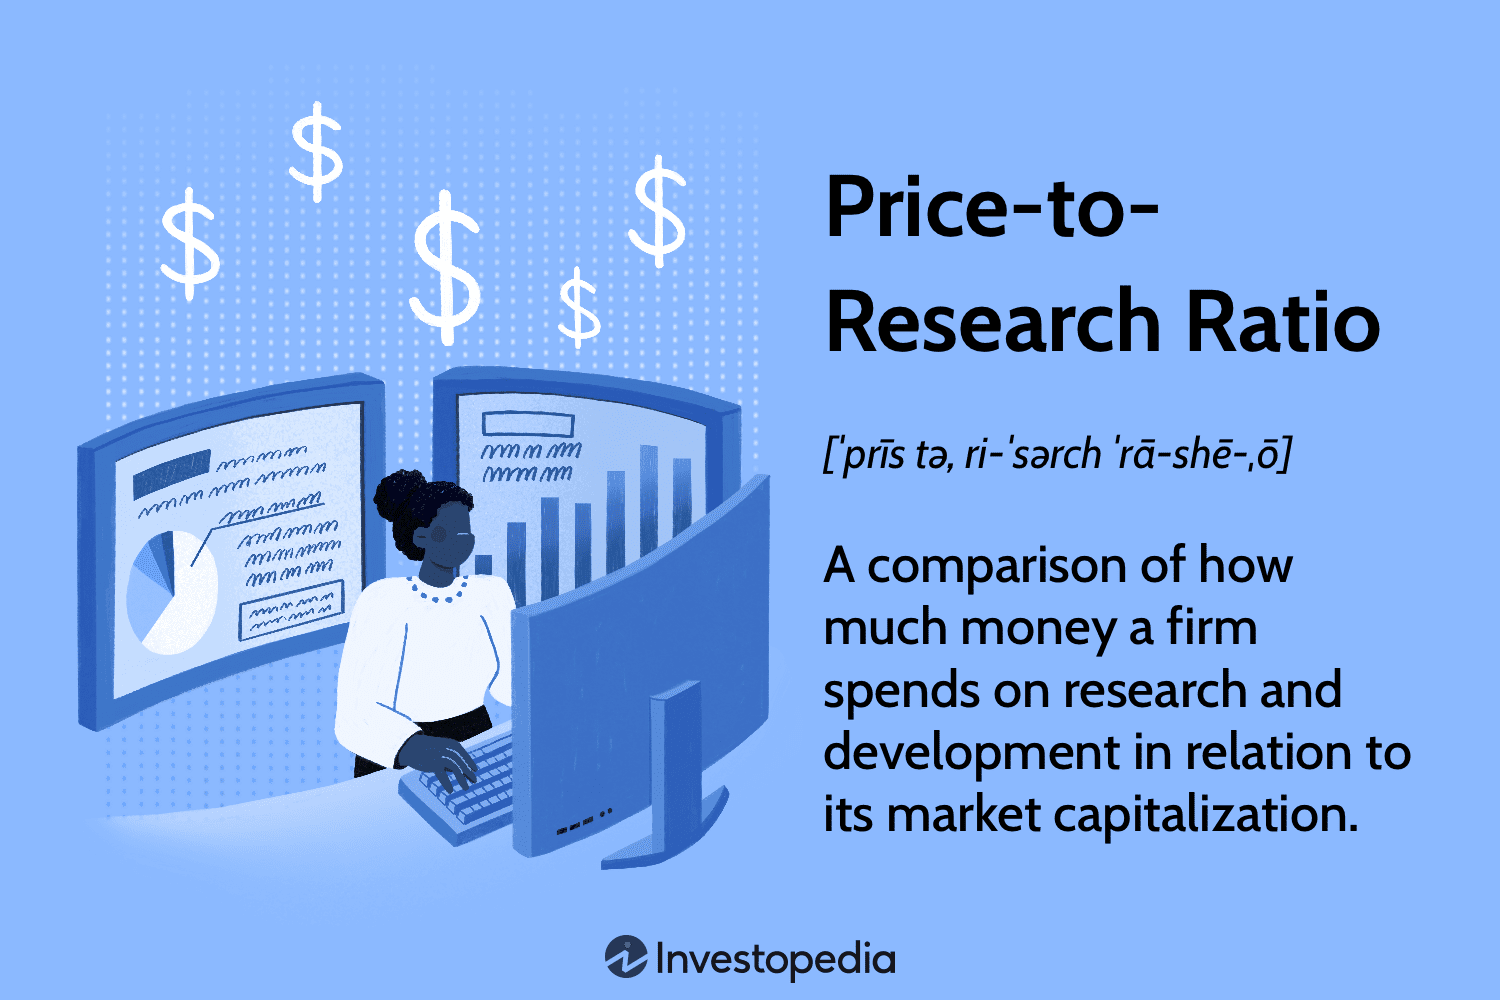 Price-to-
Research Ratio
[ˈprīs tə, ri-ˈsərch ˈrā-shē-ˌō]
A comparison of how
much money a firm
spends on research and
development in relation to
its market capitalization.
Investopedia